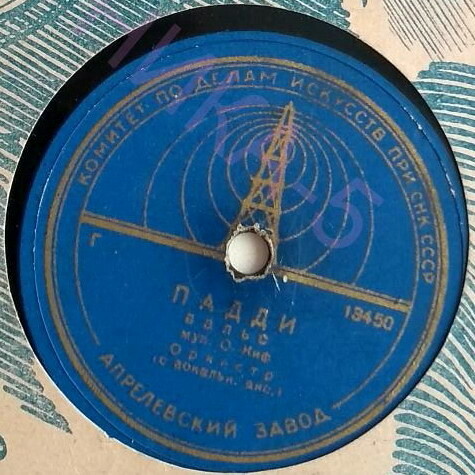 КОМИТЕТ ПО ДЕЛАМ ИСКУССТВ ПРИ СНК СССР
Г
13450
ПАДДИ
вальс
муз. О. Киф
Оркестр
(с вокальн. анс.)
АПРЕЛЕВСКИЙ ЗАВОД